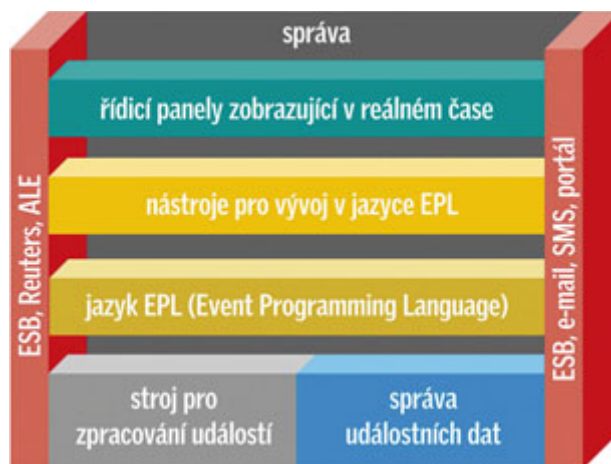 správa
řídicí panely zobrazující v reálném čase
nástroje pro vývoj v jazyce EPL
jazyk EPL (Event Programming Language)
stroj pro
zpracování událostí
správa
událostních dat
ESB, Reuters, ALE
ESB, e-mail, SMS, portál